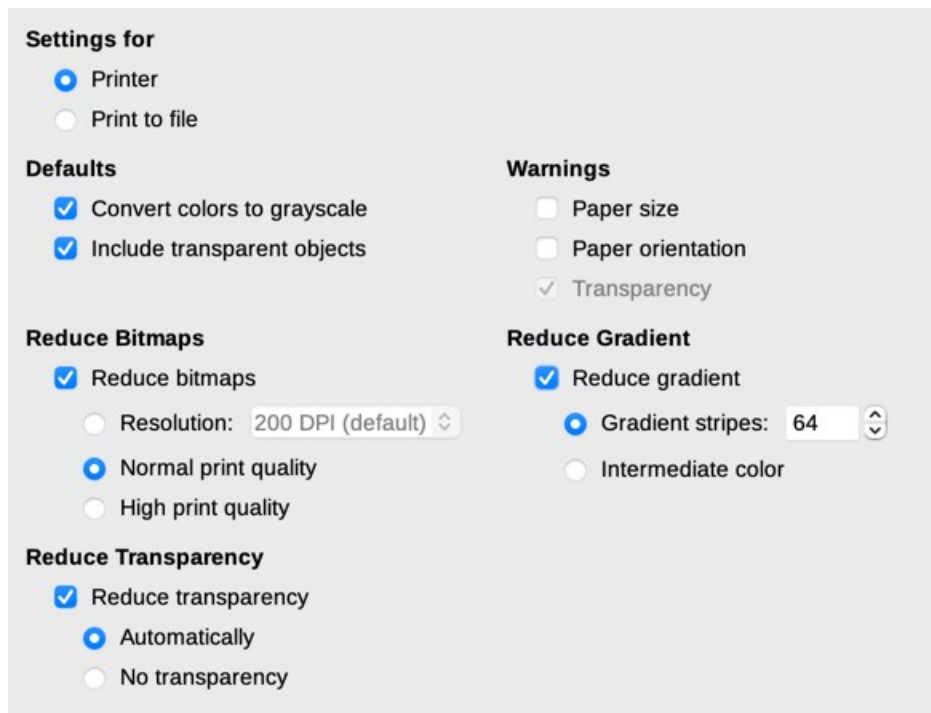 Settings for
Printer
Print to file
Defaults
Convert colors to grayscale
Include transparent objects
Warnings
Paper size
Paper orientation
Transparency
Reduce Bitmaps
Reduce bitmaps
Resolution: 200 DPI (default)
Normal print quality
High print quality
Reduce Gradient
Reduce gradient
Gradient stripes: 64
Intermediate color
Reduce Transparency
Reduce transparency
Automatically
No transparency